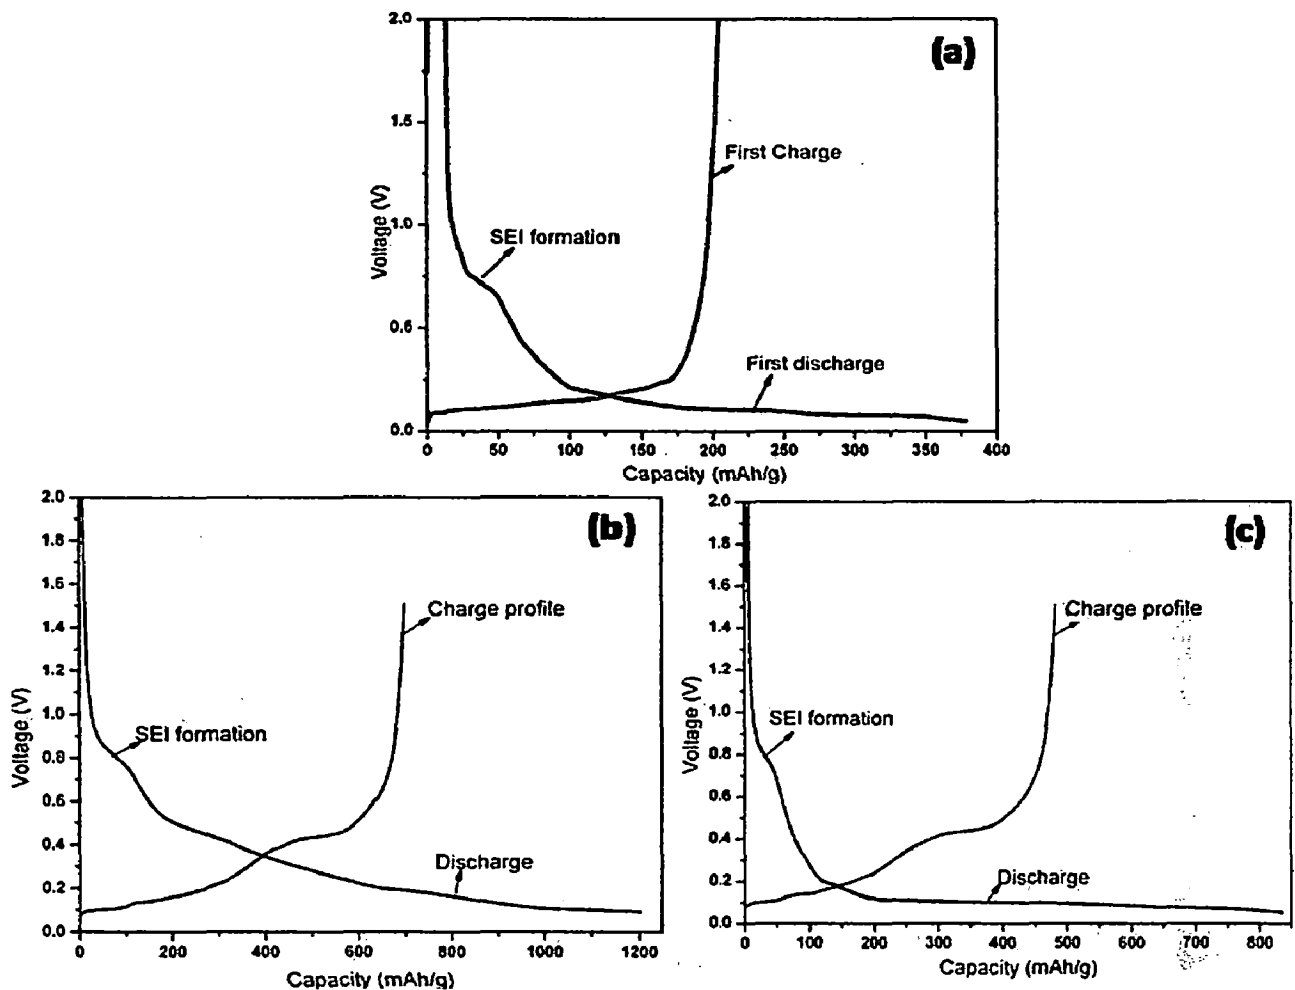 (a)
2.0
1.5
1.0
0.5
0.0
Voltage (V)
First Charge
SEI formation
First discharge
0 50 100 150 200 250 300 350 400
Capacity (mAh/g)
(b)
2.0
1.8
1.6
1.4
1.2
1.0
0.8
0.6
0.4
0.2
0.0
Voltage (V)
Charge profile
SEI formation
Discharge
0 200 400 600 800 1000 1200
Capacity (mAh/g)
(c)
2.0
1.8
1.6
1.4
1.2
1.0
0.8
0.6
0.4
0.2
0.0
Voltage (V)
Charge profile
SEI formation
Discharge
0 100 200 300 400 500 600 700 800
Capacity (mAh/g)